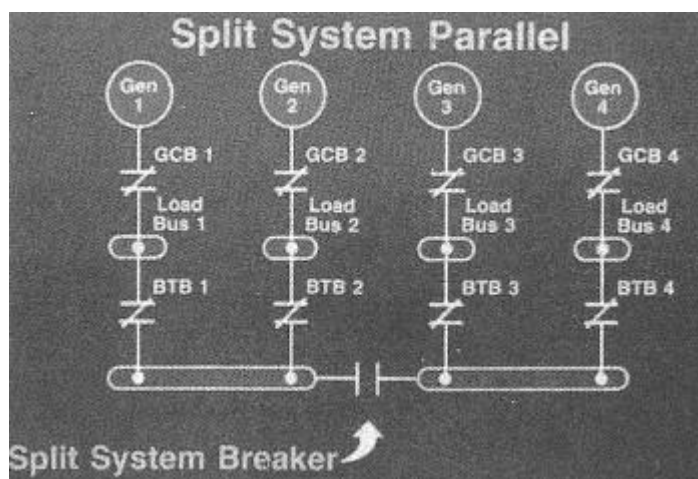 Split System Parallel
Gen 1
Gen 2
Gen 3
Gen 4
GCB 1
GCB 2
GCB 3
GCB 4
Load Bus 1
Load Bus 2
Load Bus 3
Load Bus 4
BTB 1
BTB 2
BTB 3
BTB 4
Split System Breaker